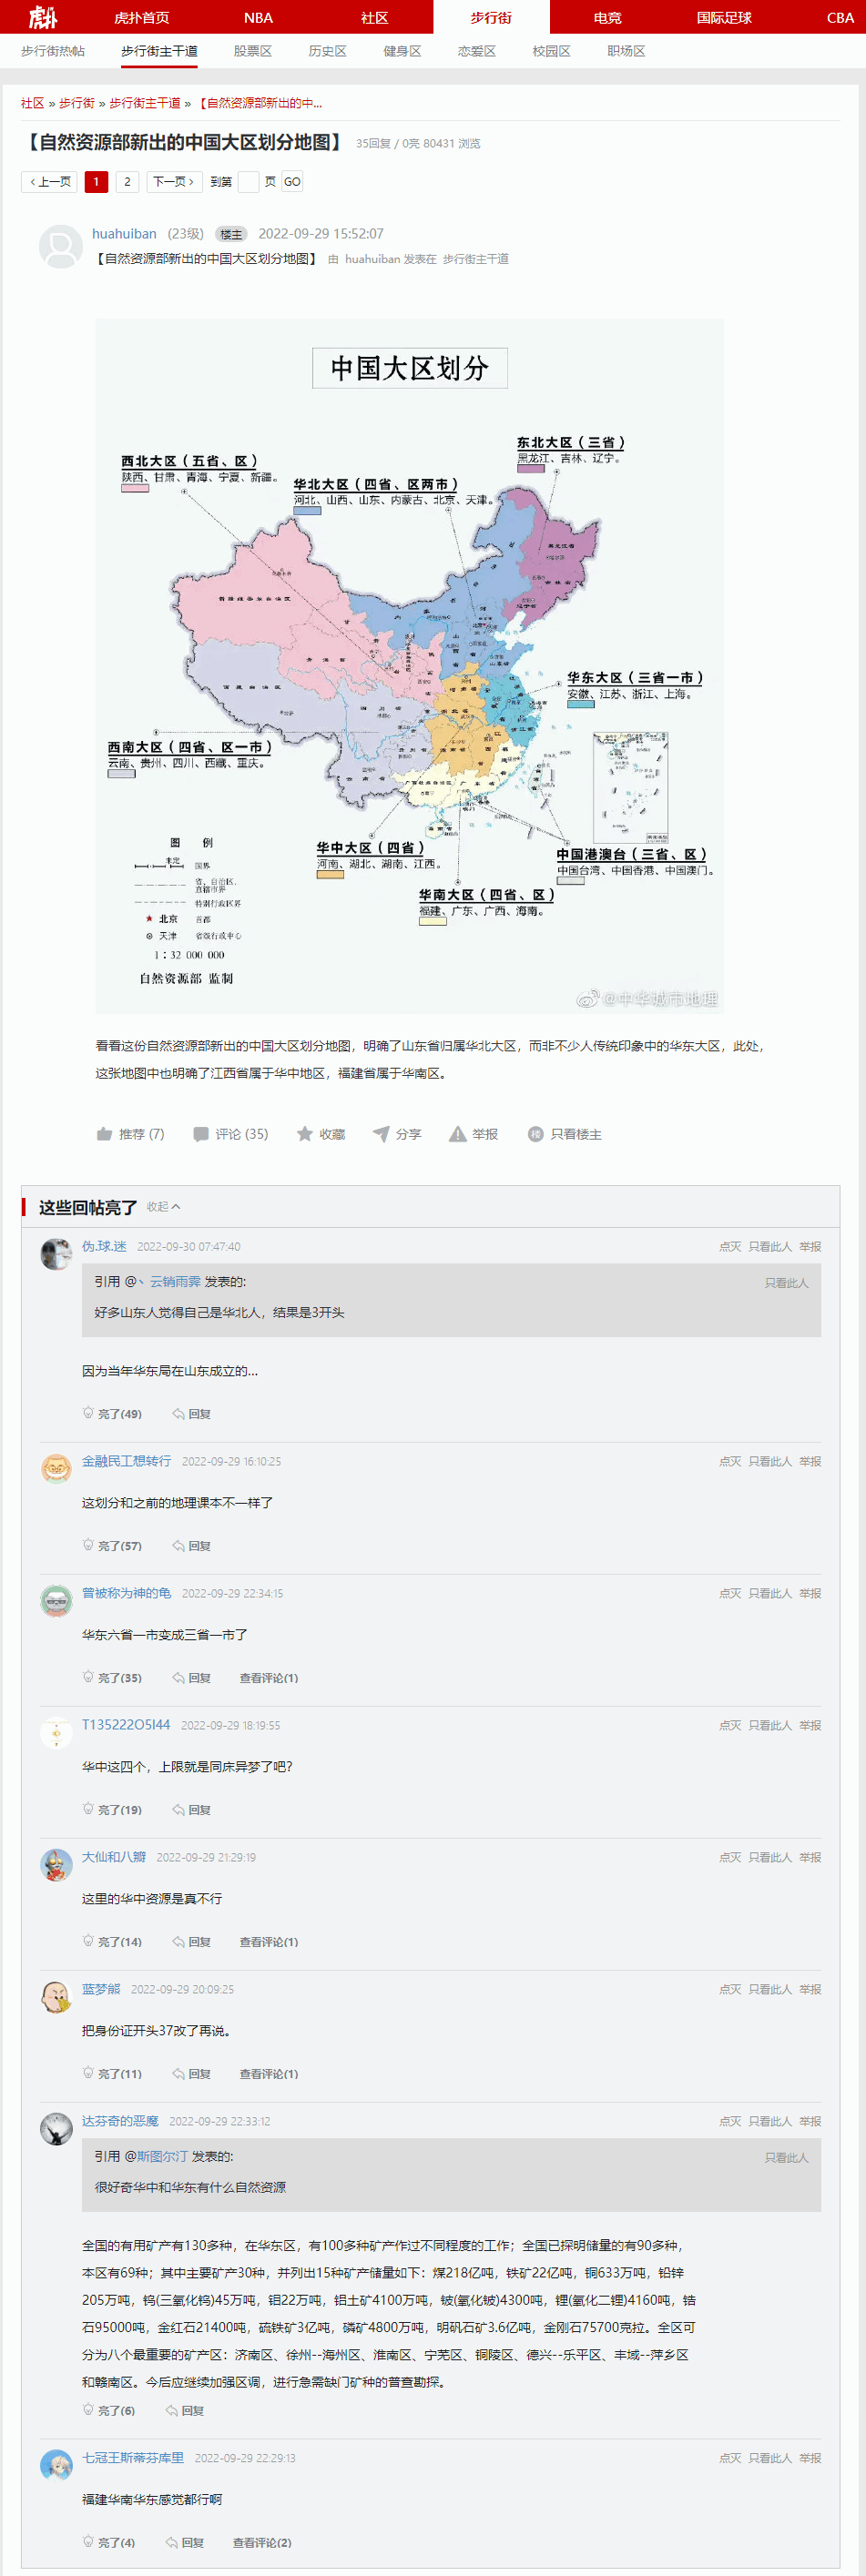 虎扑
虎扑首页 NBA 社区 步行街 电竞 国际足球 CBA
步行街热帖 步行街主干道 股票区 历史区 健身区 恋爱区 校园区 职场区
社区 » 步行街 » 步行街主干道 » 【自然资源部新出的中...
【自然资源部新出的中国大区划分地图】 35回复 / 0亮 80431 浏览
‹ 上一页 1 2 下一页 › 到第 页 GO
huahuiban (23级) 楼主 2022-09-29 15:52:07
【自然资源部新出的中国大区划分地图】 由 huahuiban 发表在 步行街主干道
中国大区划分
东北大区（三省）
黑龙江、吉林、辽宁。
西北大区（五省、区）
陕西、甘肃、青海、宁夏、新疆。
华北大区（四省、区两市）
河北、山西、山东、内蒙古、北京、天津。
华东大区（三省一市）
安徽、江苏、浙江、上海。
西南大区（四省、区一市）
云南、贵州、四川、西藏、重庆。
华中大区（四省）
河南、湖北、湖南、江西。
中国港澳台（三省、区）
中国台湾、中国香港、中国澳门。
华南大区（四省、区）
福建、广东、广西、海南。
图 例
未定 国界
省、自治区、
直辖市界
特别行政区界
★ 北京 首都
天津 省级行政中心
1：32 000 000
自然资源部 监制
@中华城市地理
看看这份自然资源部新出的中国大区划分地图，明确了山东省归属华北大区，而非不少人传统印象中的华东大区，此处，
这张地图中也明确了江西省属于华中地区，福建省属于华南区。
推荐 (7) 评论 (35) 收藏 分享 举报 楼 只看楼主
这些回帖亮了 收起
伪.球.迷 2022-09-30 07:47:40 点灭 只看此人 举报
引用 @丶云销雨霁 发表的: 只看此人
好多山东人觉得自己是华北人，结果是3开头
因为当年华东局在山东成立的...
亮了(49) 回复
金融民工想转行 2022-09-29 16:10:25 点灭 只看此人 举报
这划分和之前的地理课本不一样了
亮了(57) 回复
曾被称为神的龟 2022-09-29 22:34:15 点灭 只看此人 举报
华东六省一市变成三省一市了
亮了(35) 回复 查看评论(1)
T135222O5I44 2022-09-29 18:19:55 点灭 只看此人 举报
华中这四个，上限就是同床异梦了吧？
亮了(19) 回复
大仙和八瓣 2022-09-29 21:29:19 点灭 只看此人 举报
这里的华中资源是真不行
亮了(14) 回复 查看评论(1)
蓝梦能 2022-09-29 20:09:25 点灭 只看此人 举报
把身份证开头37改了再说。
亮了(11) 回复 查看评论(1)
达芬奇的恶魔 2022-09-29 22:33:12 点灭 只看此人 举报
引用 @斯图尔汀 发表的: 只看此人
很好奇华中和华东有什么自然资源
全国的有用矿产有130多种，在华东区，有100多种矿产作过不同程度的工作；全国已探明储量的有90多种，
本区有69种；其中主要矿产30种，并列出15种矿产储量如下：煤218亿吨，铁矿22亿吨，铜633万吨，铅锌
205万吨，钨(三氧化钨)45万吨，钼22万吨，铝土矿4100万吨，铍(氧化铍)4300吨，锂(氧化二锂)4160吨，锆
石95000吨，金红石21400吨，硫铁矿3亿吨，磷矿4800万吨，明矾石矿3.6亿吨，金刚石75700克拉。全区可
分为八个最重要的矿产区：济南区、徐州--海州区、淮南区、宁芜区、铜陵区、德兴--乐平区、丰城--萍乡区
和赣南区。今后应继续加强区调，进行急需缺门矿种的普查勘探。
亮了(6) 回复
七冠王斯蒂芬库里 2022-09-29 22:29:13 点灭 只看此人 举报
福建华南华东感觉都行啊
亮了(4) 回复 查看评论(2)